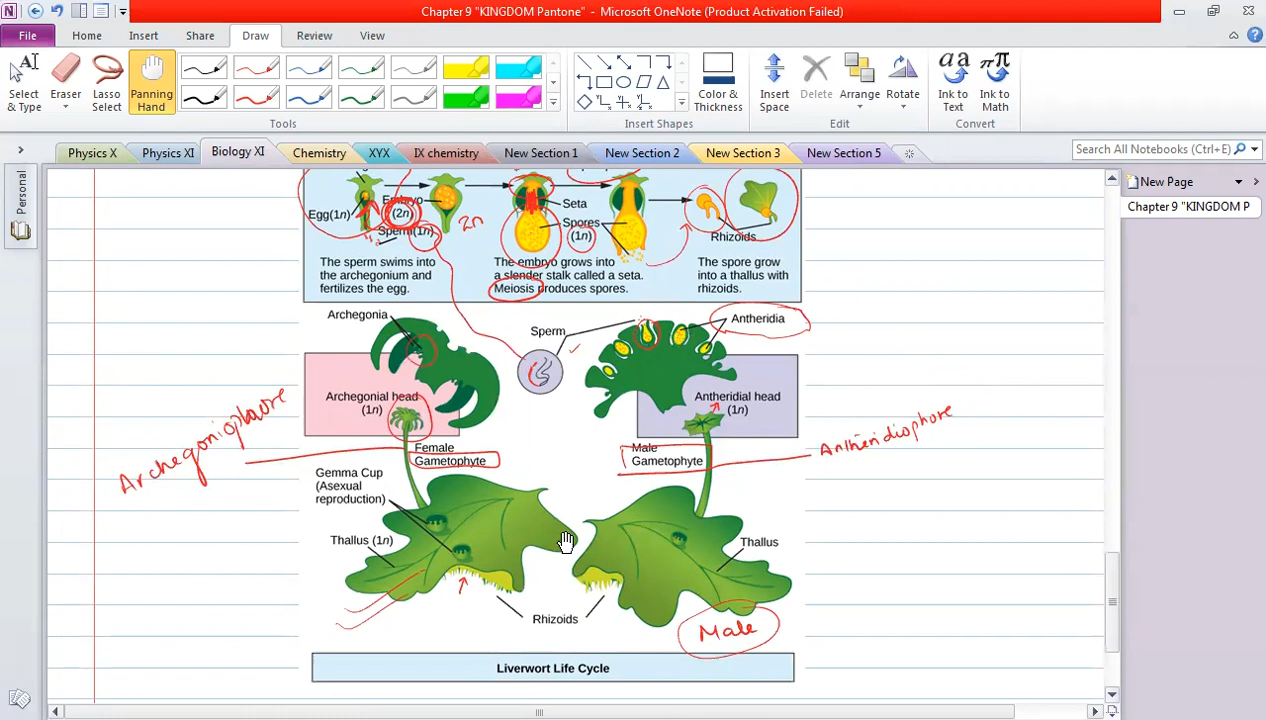 Chapter 9 "KINGDOM Pantone" - Microsoft OneNote (Product Activation Failed)
File Home Insert Share Draw Review View
Select & Type
Eraser
Lasso Select
Panning Hand
Color & Thickness
Insert Space
Delete
Arrange
Rotate
Ink to Text
Ink to Math
Tools
Insert Shapes
Edit
Convert
Physics X Physics XI Biology XI Chemistry XYX IX chemistry New Section 1 New Section 2 New Section 3 New Section 5
Search All Notebooks (Ctrl+E)
Personal
New Page
Chapter 9 "KINGDOM P
Egg(1n)
Embryo
(2n)
Sperm(1n)
2n
Seta
Spores
(1n)
Rhizoids
The sperm swims into
the archegonium and
fertilizes the egg.
The embryo grows into
a slender stalk called a seta.
Meiosis produces spores.
The spore grow
into a thallus with
rhizoids.
Archegonia
Sperm
Antheridia
Archegonial head
(1n)
Antheridial head
(1n)
Archegoniophore
Female
Gametophyte
Male
Gametophyte
Antheridiophore
Gemma Cup
(Asexual
reproduction)
Thallus (1n)
Thallus
Rhizoids
Male
Liverwort Life Cycle